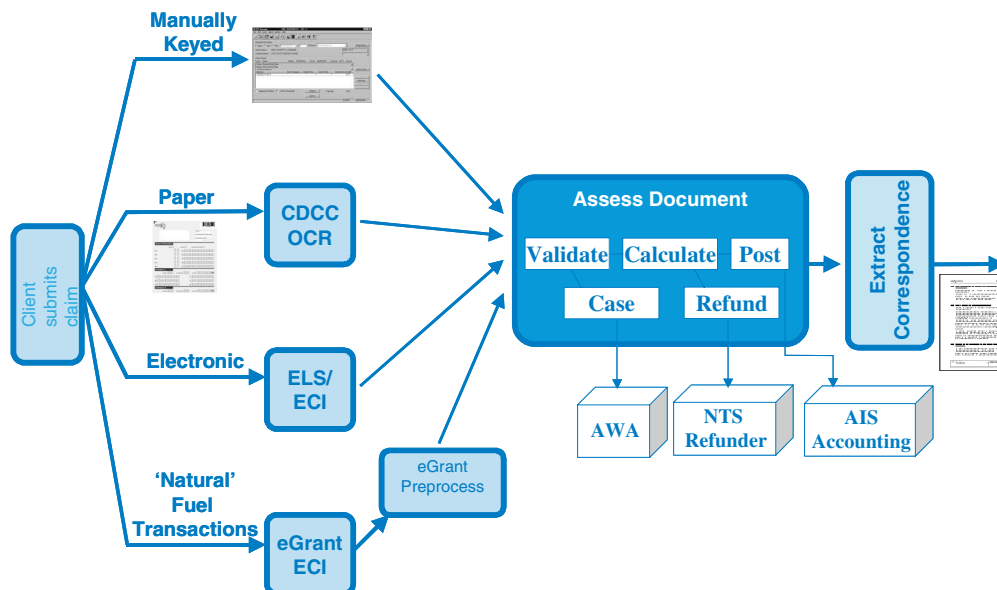 Manually
Keyed
Paper
CDCC
OCR
Client
submits
claim
Electronic
ELS/
ECI
'Natural'
Fuel
Transactions
eGrant
ECI
eGrant
Preprocess
Assess Document
Validate
Calculate
Post
Case
Refund
AWA
NTS
Refunder
AIS
Accounting
Extract
Correspondence